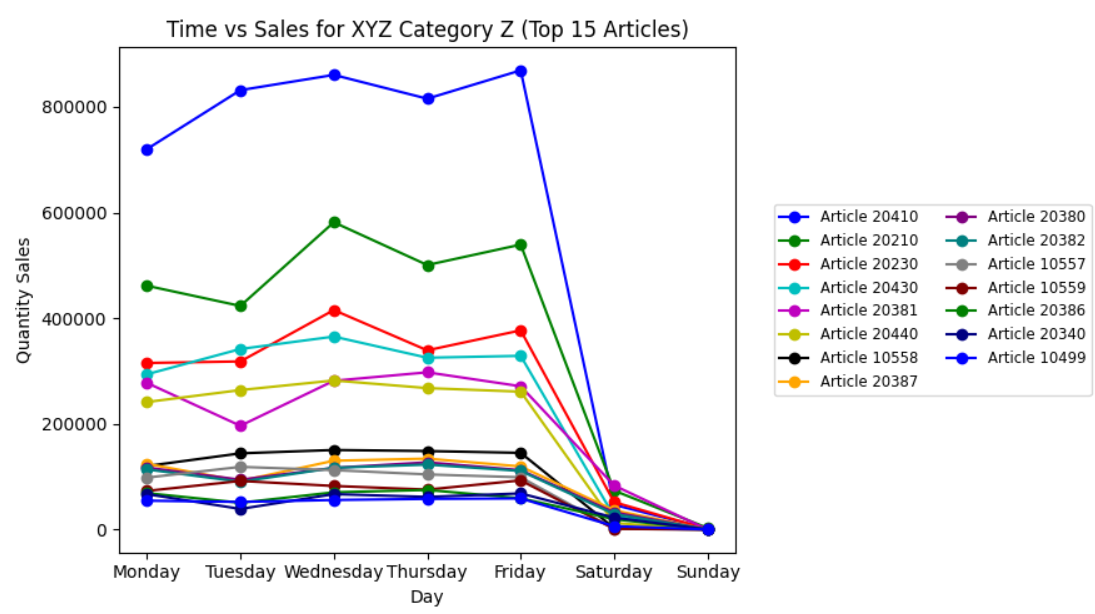 Time vs Sales for XYZ Category Z (Top 15 Articles)
Quantity Sales
800000
600000
400000
200000
0
Monday Tuesday Wednesday Thursday Friday Saturday Sunday
Day
Article 20410
Article 20210
Article 20230
Article 20430
Article 20381
Article 20440
Article 10558
Article 20387
Article 20380
Article 20382
Article 10557
Article 10559
Article 20386
Article 20340
Article 10499